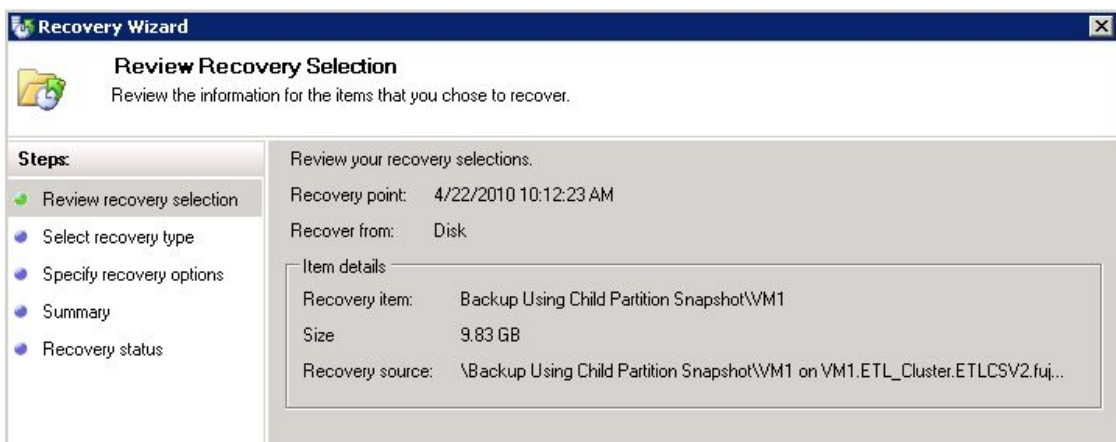 Recovery Wizard
Review Recovery Selection
Review the information for the items that you chose to recover.
Steps:
Review recovery selection
Select recovery type
Specify recovery options
Summary
Recovery status
Review your recovery selections.
Recovery point: 4/22/2010 10:12:23 AM
Recover from: Disk
Item details
Recovery item: Backup Using Child Partition Snapshot\VM1
Size 9.83 GB
Recovery source: \Backup Using Child Partition Snapshot\VM1 on VM1.ETL_Cluster.ETLCSV2.fuj...